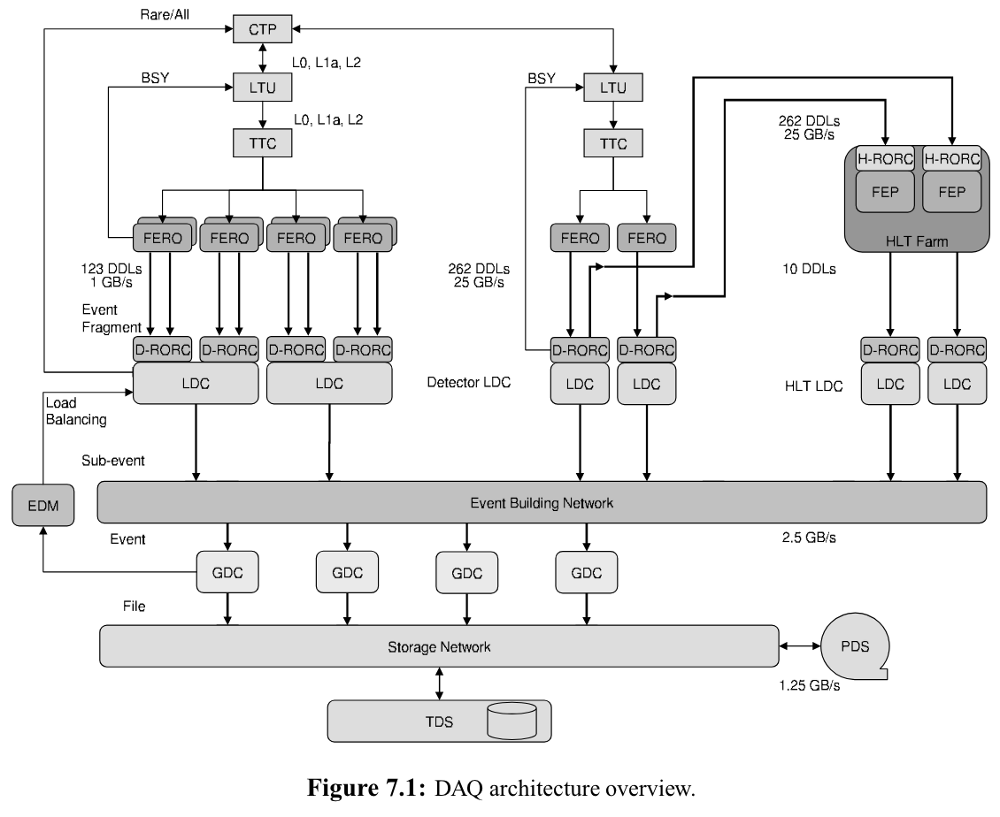 Rare/All
CTP
L0, L1a, L2
BSY
LTU
BSY
LTU
L0, L1a, L2
TTC
TTC
262 DDLs
25 GB/s
H-RORC
H-RORC
FEP
FEP
HLT Farm
FERO
FERO
FERO
FERO
FERO
FERO
123 DDLs
1 GB/s
262 DDLs
25 GB/s
10 DDLs
Event
Fragment
D-RORC
D-RORC
D-RORC
D-RORC
D-RORC
D-RORC
D-RORC
D-RORC
LDC
LDC
Detector LDC
LDC
LDC
HLT LDC
LDC
LDC
Load
Balancing
Sub-event
EDM
Event Building Network
Event
2.5 GB/s
GDC
GDC
GDC
GDC
File
Storage Network
PDS
1.25 GB/s
TDS
Figure 7.1: DAQ architecture overview.